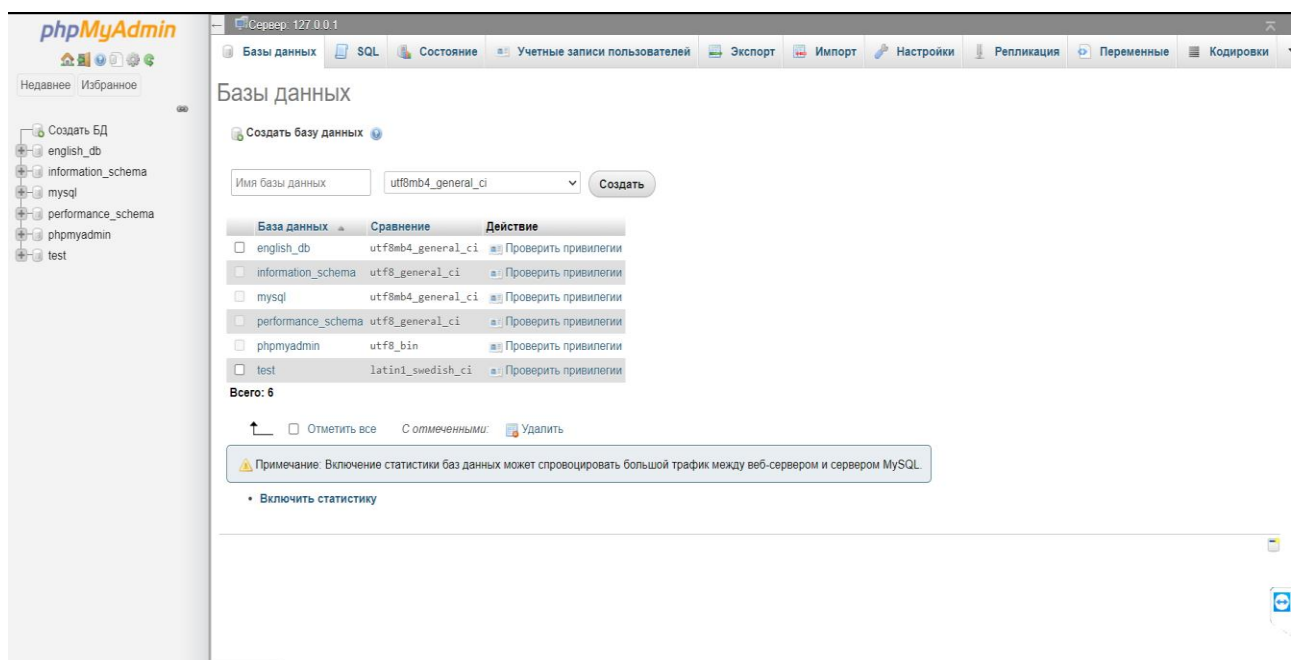 phpMyAdmin
Недавнее Избранное
Создать БД
english_db
information_schema
mysql
performance_schema
phpmyadmin
test
Сервер: 127.0.0.1
Базы данных SQL Состояние Учетные записи пользователей Экспорт Импорт Настройки Репликация Переменные Кодировки
Базы данных
Создать базу данных
Имя базы данных utf8mb4_general_ci Создать
База данных Сравнение Действие
english_db utf8mb4_general_ci Проверить привилегии
information_schema utf8_general_ci Проверить привилегии
mysql utf8mb4_general_ci Проверить привилегии
performance_schema utf8_general_ci Проверить привилегии
phpmyadmin utf8_bin Проверить привилегии
test latin1_swedish_ci Проверить привилегии
Всего: 6
Отметить все С отмеченными: Удалить
Примечание: Включение статистики баз данных может спровоцировать большой трафик между веб-сервером и сервером MySQL.
• Включить статистику